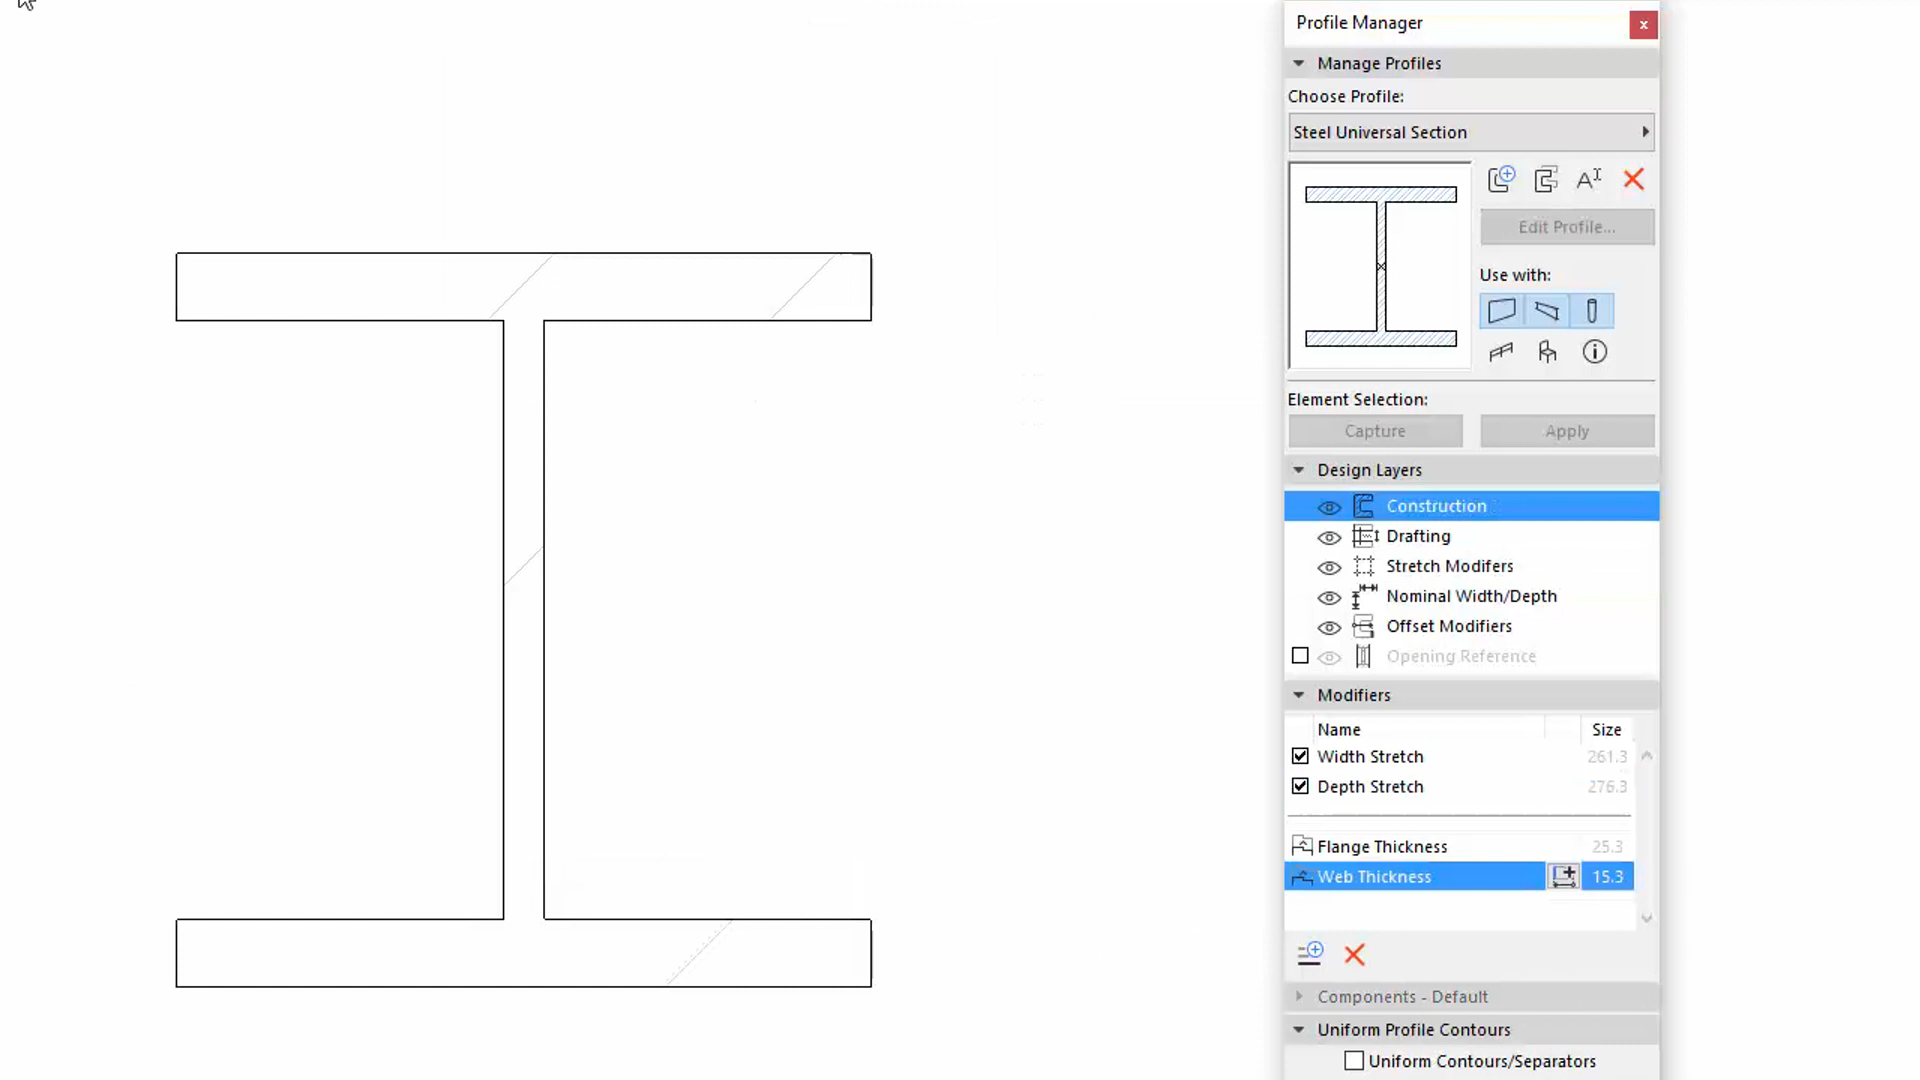 Profile Manager
x
Manage Profiles
Choose Profile:
Steel Universal Section
Edit Profile...
Use with:
Element Selection:
Capture
Apply
Design Layers
Construction
Drafting
Stretch Modifers
Nominal Width/Depth
Offset Modifiers
Opening Reference
Modifiers
Name Size
Width Stretch 261.3
Depth Stretch 276.3
Flange Thickness 25.3
Web Thickness 15.3
Components - Default
Uniform Profile Contours
Uniform Contours/Separators